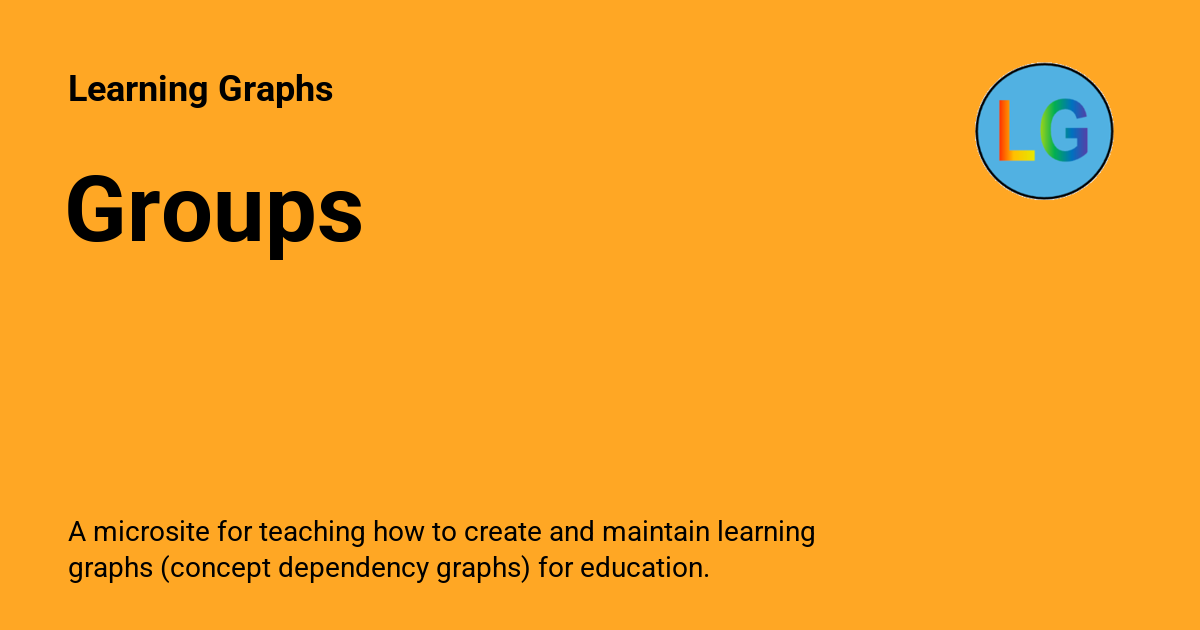 Learning Graphs
LG
Groups
A microsite for teaching how to create and maintain learning
graphs (concept dependency graphs) for education.